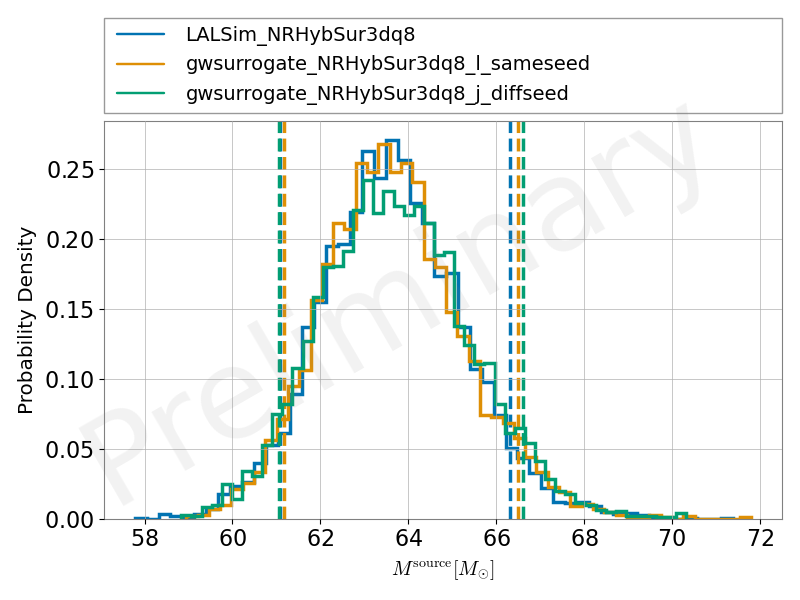 LALSim_NRHybSur3dq8
gwsurrogate_NRHybSur3dq8_l_sameseed
gwsurrogate_NRHybSur3dq8_j_diffseed
Preliminary
Probability Density
0.25
0.20
0.15
0.10
0.05
0.00
58 60 62 64 66 68 70 72
M^source[M_⊙]